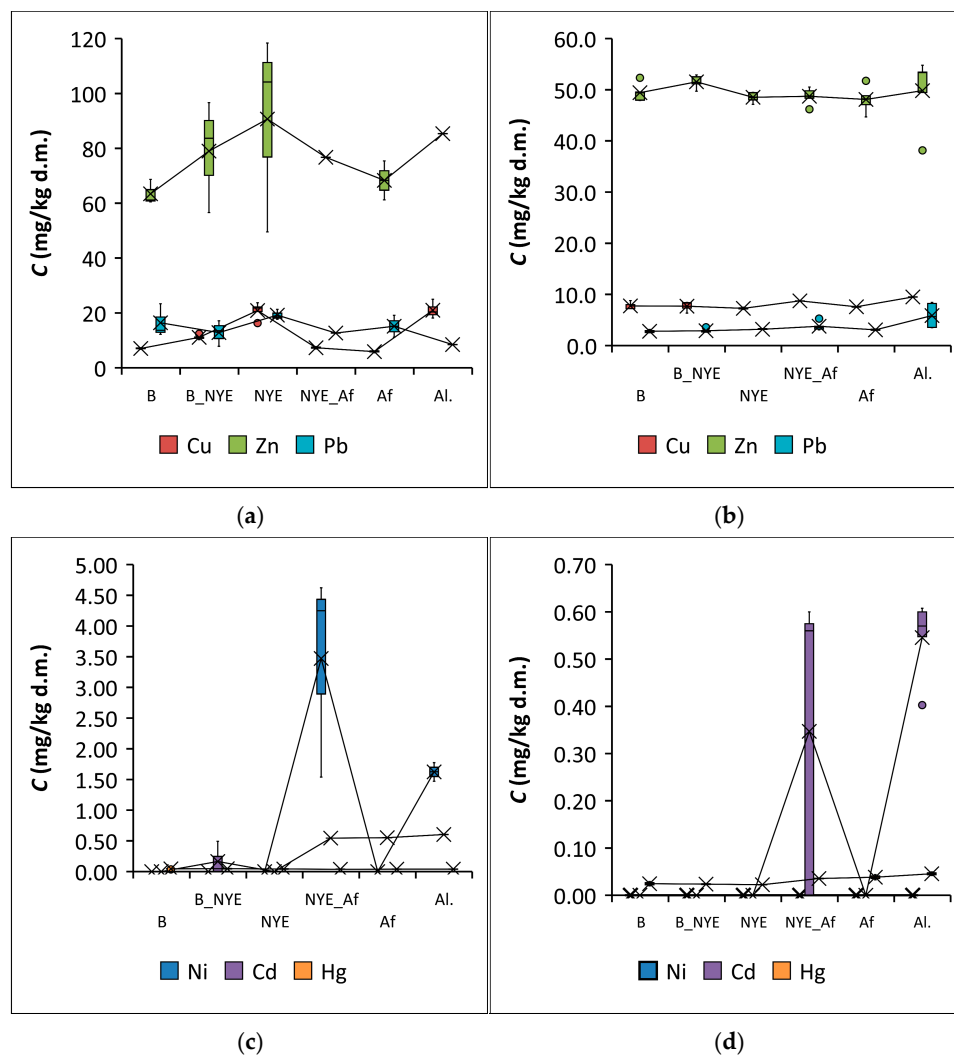 120
100
80
60
40
20
0
C (mg/kg d.m.)
B B_NYE NYE NYE_Af Af Al.
Cu Zn Pb
(a)
60.0
50.0
40.0
30.0
20.0
10.0
0.0
C (mg/kg d.m.)
B_NYE NYE_Af Al.
B NYE Af
Cu Zn Pb
(b)
5.00
4.50
4.00
3.50
3.00
2.50
2.00
1.50
1.00
0.50
0.00
C (mg/kg d.m.)
B_NYE NYE_Af Al.
B NYE Af
Ni Cd Hg
(c)
0.70
0.60
0.50
0.40
0.30
0.20
0.10
0.00
C (mg/kg d.m.)
B B_NYE NYE NYE_Af Af Al.
Ni Cd Hg
(d)